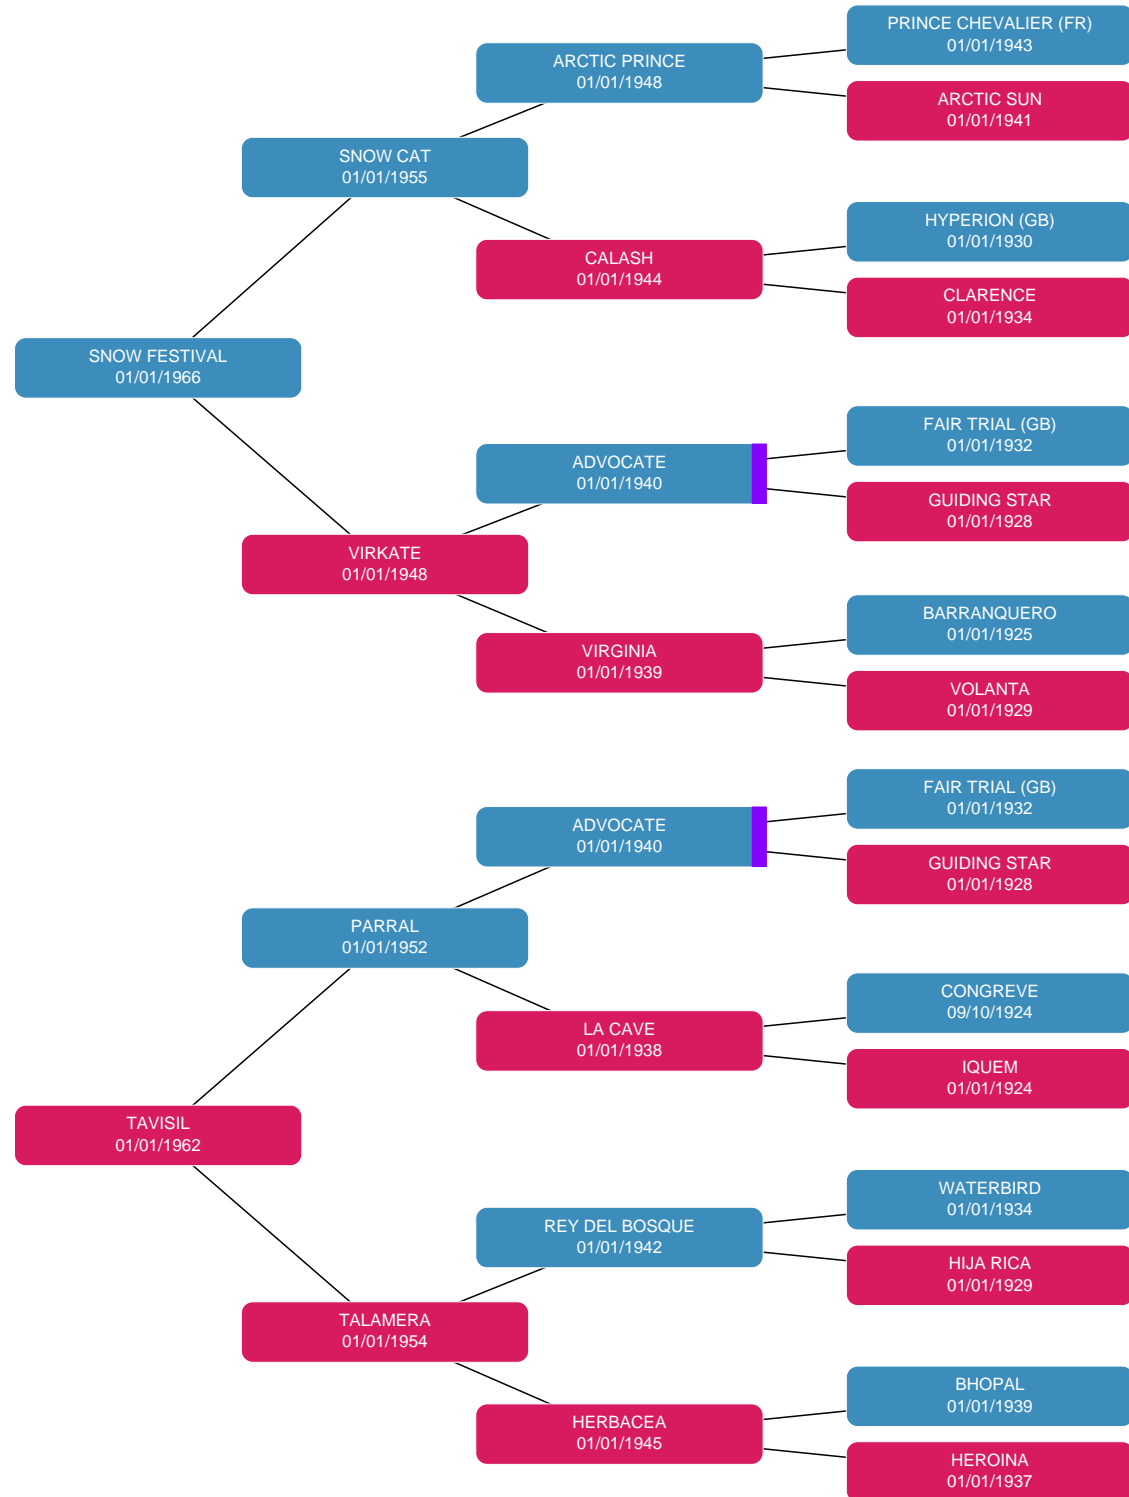 PRINCE CHEVALIER (FR)
01/01/1943
ARCTIC PRINCE
01/01/1948
ARCTIC SUN
01/01/1941
SNOW CAT
01/01/1955
HYPERION (GB)
01/01/1930
CALASH
01/01/1944
CLARENCE
01/01/1934
SNOW FESTIVAL
01/01/1966
FAIR TRIAL (GB)
01/01/1932
ADVOCATE
01/01/1940
GUIDING STAR
01/01/1928
VIRKATE
01/01/1948
BARRANQUERO
01/01/1925
VIRGINIA
01/01/1939
VOLANTA
01/01/1929
FAIR TRIAL (GB)
01/01/1932
ADVOCATE
01/01/1940
GUIDING STAR
01/01/1928
PARRAL
01/01/1952
CONGREVE
09/10/1924
LA CAVE
01/01/1938
IQUEM
01/01/1924
TAVISIL
01/01/1962
WATERBIRD
01/01/1934
REY DEL BOSQUE
01/01/1942
HIJA RICA
01/01/1929
TALAMERA
01/01/1954
BHOPAL
01/01/1939
HERBACEA
01/01/1945
HEROINA
01/01/1937